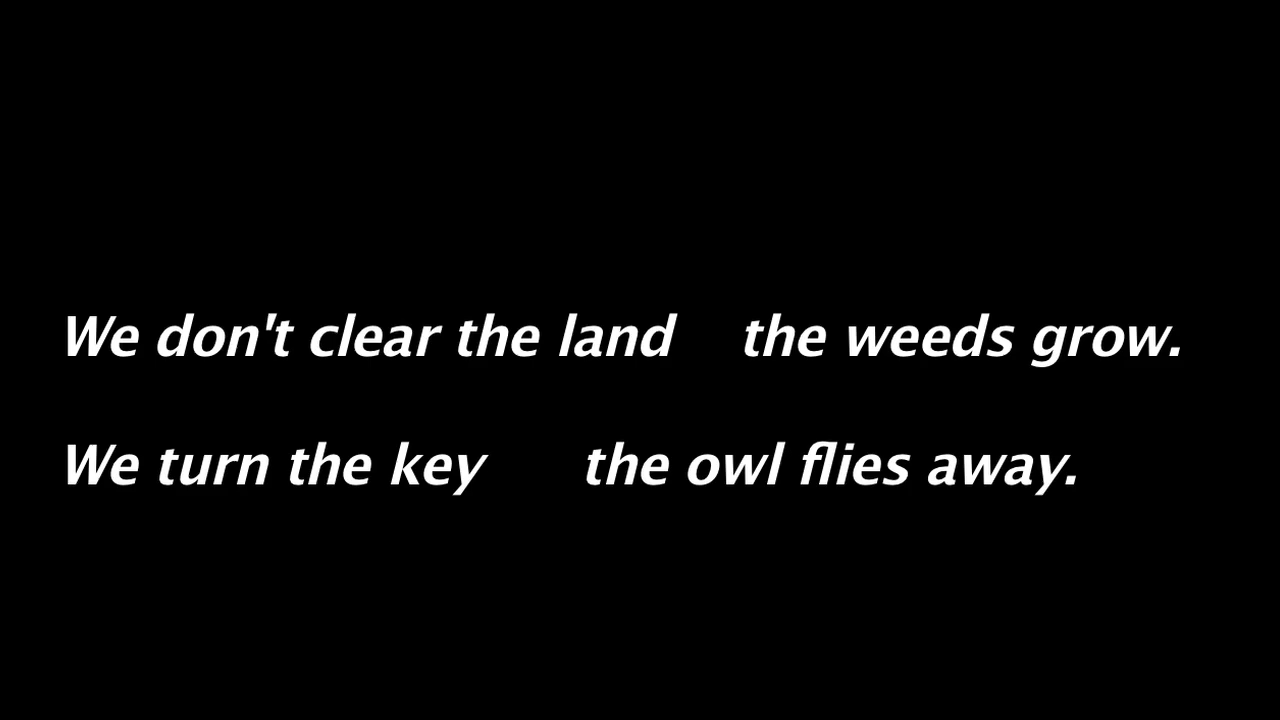 We don't clear the land the weeds grow.
We turn the key the owl flies away.